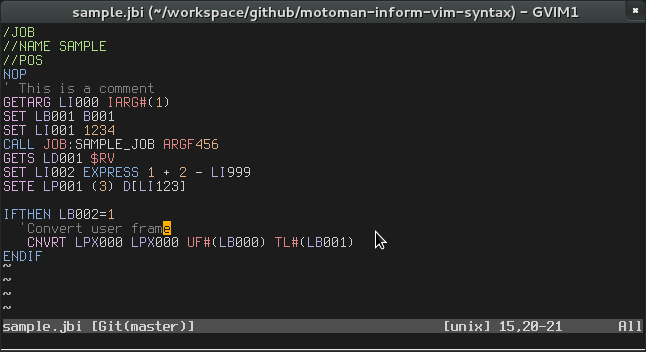 sample.jbi (~/workspace/github/motoman-inform-vim-syntax) - GVIM1
/JOB
//NAME SAMPLE
//POS
NOP
' This is a comment
GETARG LI000 IARG#(1)
SET LB001 B001
SET LI001 1234
CALL JOB:SAMPLE_JOB ARGF456
GETS LD001 $RV
SET LI002 EXPRESS 1 + 2 - LI999
SETE LP001 (3) D[LI123]
IFTHEN LB002=1
'Convert user frame
CNVRT LPX000 LPX000 UF#(LB000) TL#(LB001)
ENDIF
~
~
~
~
sample.jbi [Git(master)] [unix] 15,20-21 All